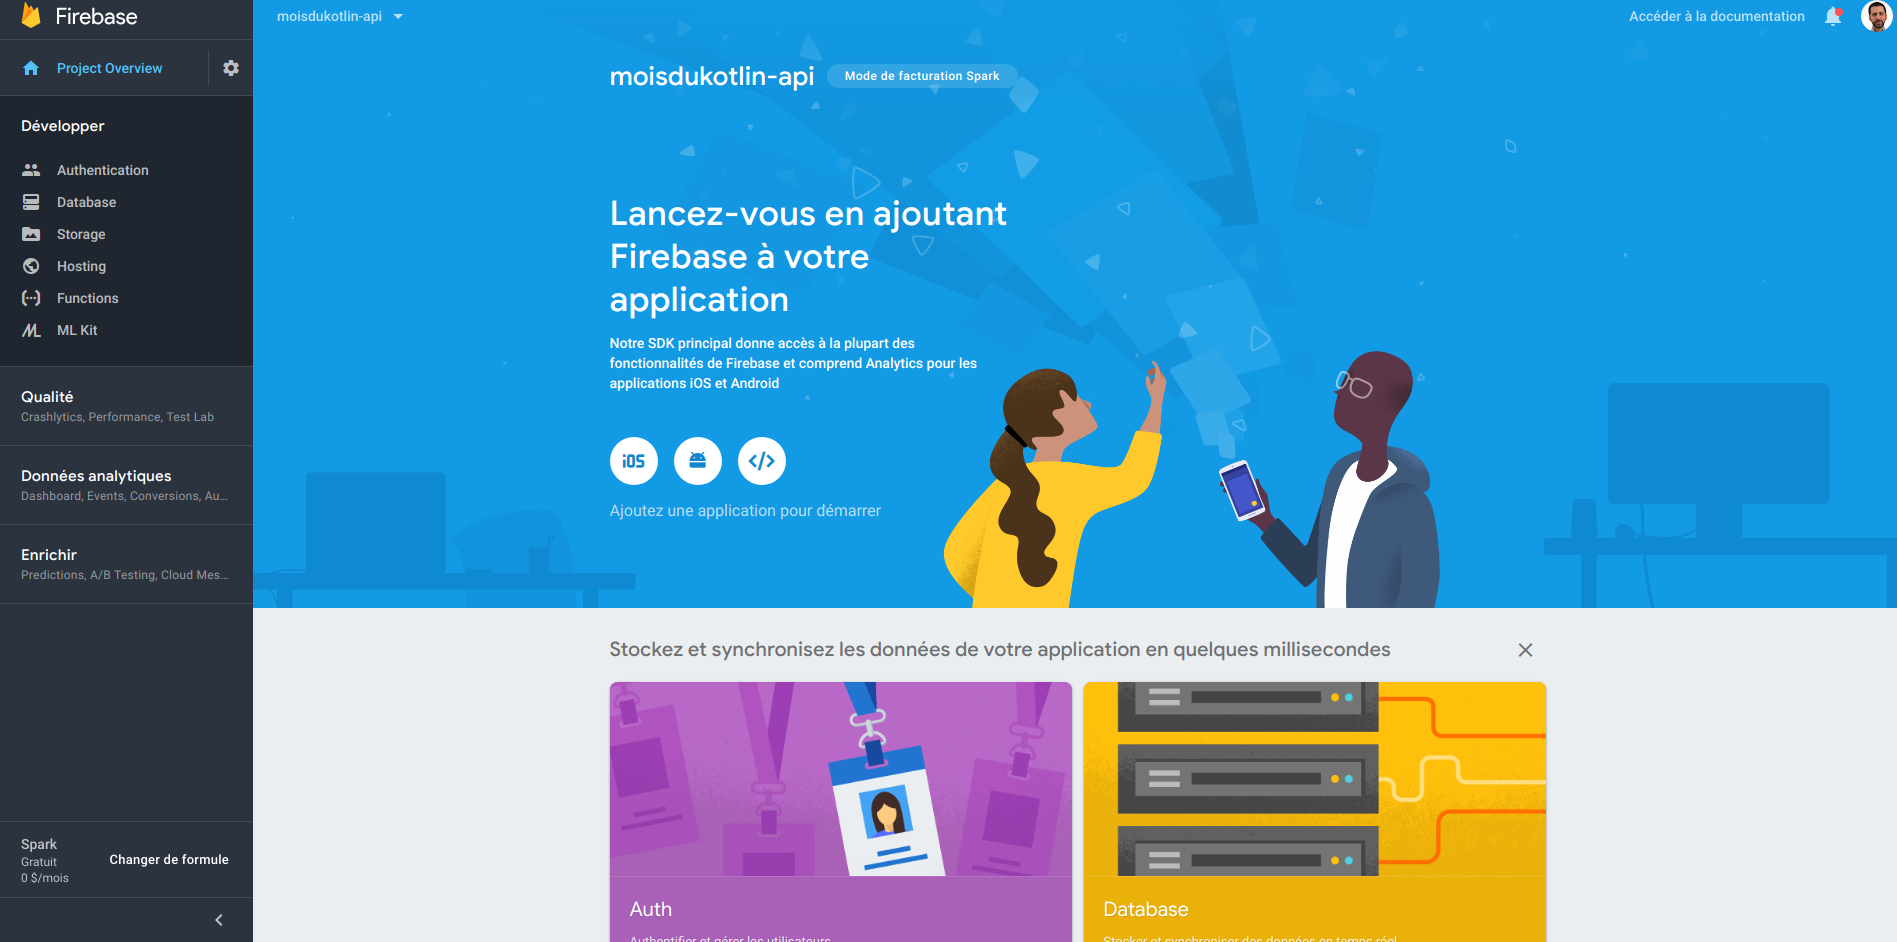 Firebase
Project Overview
Développer
Authentication
Database
Storage
Hosting
Functions
ML Kit
Qualité
Crashlytics, Performance, Test Lab
Données analytiques
Dashboard, Events, Conversions, Au...
Enrichir
Predictions, A/B Testing, Cloud Mes...
Spark
Gratuit
0 $/mois
Changer de formule
moisdukotlin-api
Accéder à la documentation
moisdukotlin-api
Mode de facturation Spark
Lancez-vous en ajoutant
Firebase à votre
application
Notre SDK principal donne accès à la plupart des
fonctionnalités de Firebase et comprend Analytics pour les
applications iOS et Android
iOS
Ajoutez une application pour démarrer
Stockez et synchronisez les données de votre application en quelques millisecondes
Auth
Authentifier et gérer les utilisateurs
Database
Stocker et synchroniser des données en temps réel